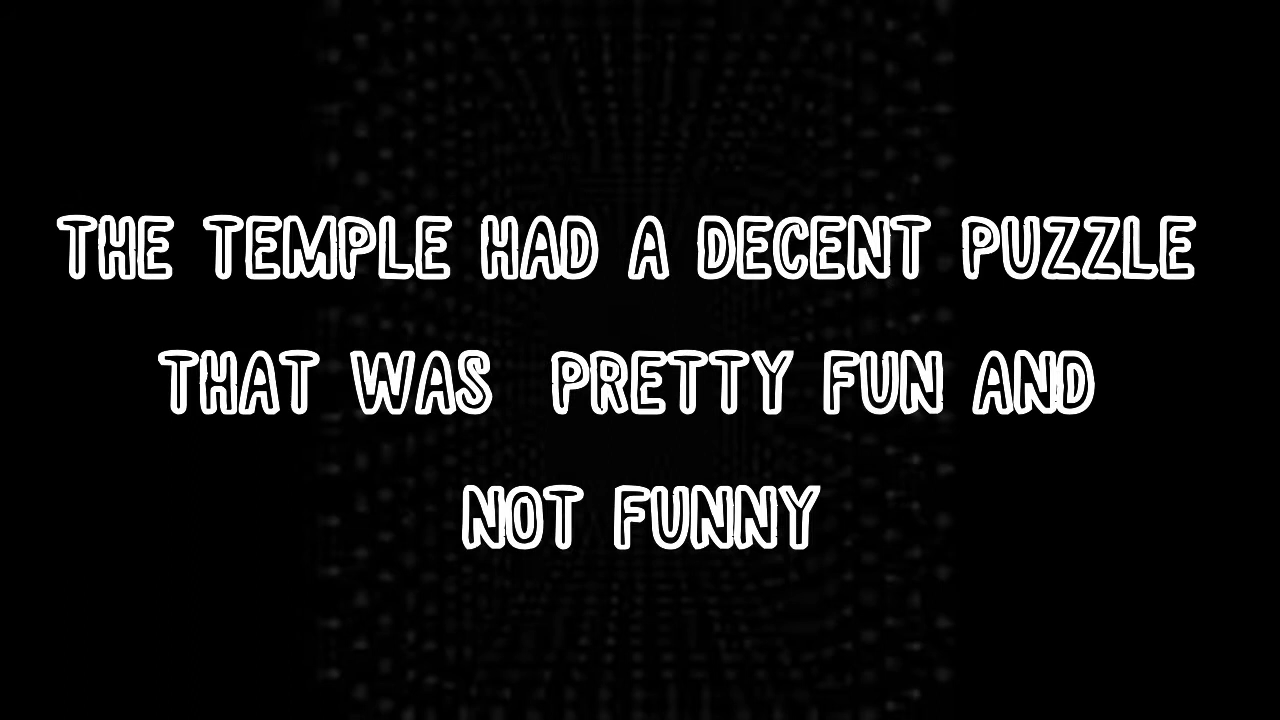 THE TEMPLE HAD A DECENT PUZZLE
THAT WAS  PRETTY FUN AND
NOT FUNNY